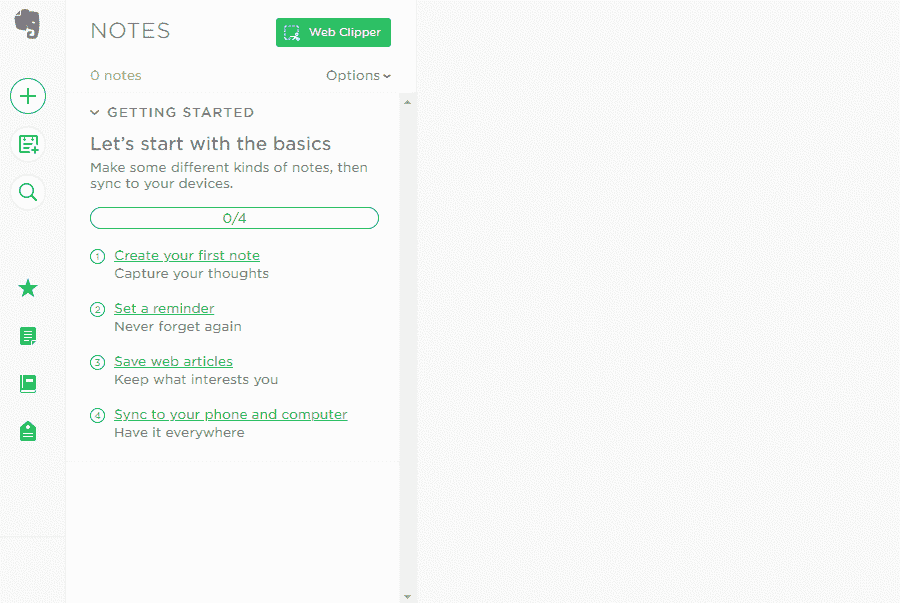 NOTES
Web Clipper
0 notes
Options
GETTING STARTED
Let's start with the basics
Make some different kinds of notes, then
sync to your devices.
0/4
1 Create your first note
Capture your thoughts
2 Set a reminder
Never forget again
3 Save web articles
Keep what interests you
4 Sync to your phone and computer
Have it everywhere